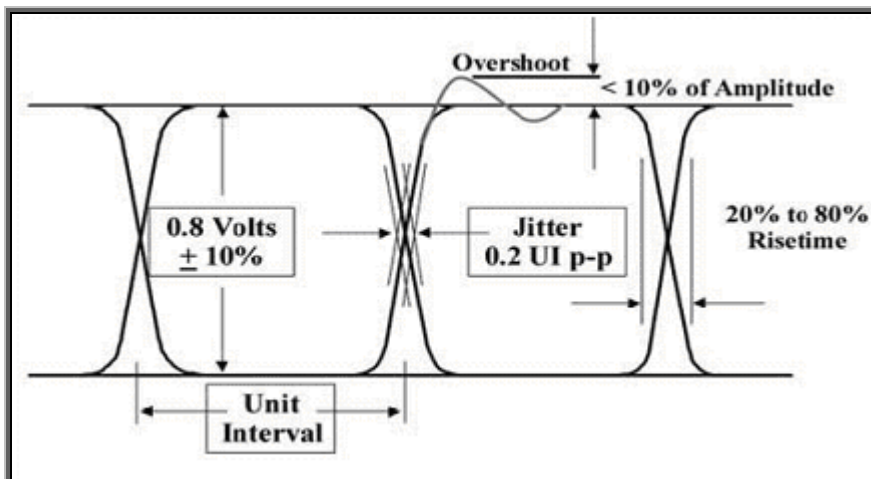 Overshoot
< 10% of Amplitude
0.8 Volts
± 10%
Jitter
0.2 UI p-p
20% to 80%
Risetime
Unit
Interval